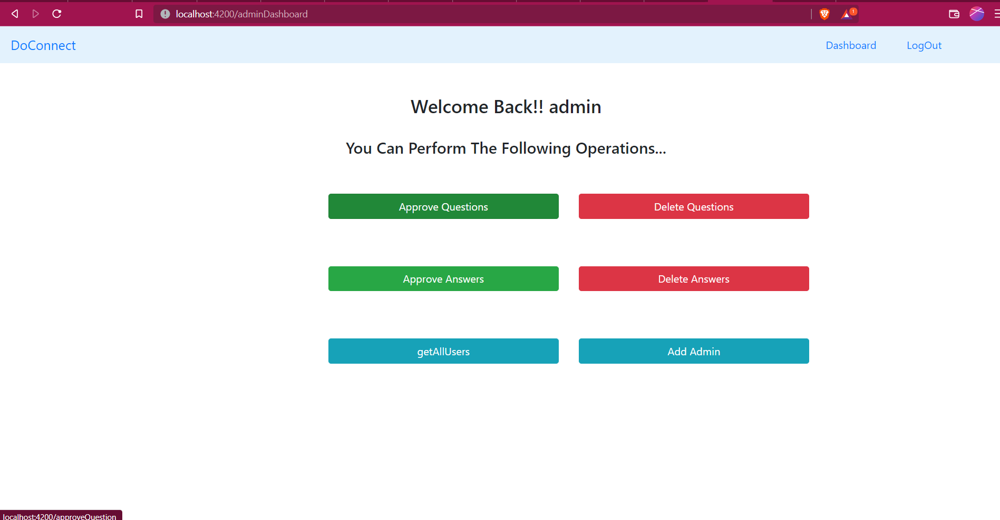 localhost:4200/adminDashboard
1
DoConnect
Dashboard
LogOut
Welcome Back!! admin
You Can Perform The Following Operations...
Approve Questions
Delete Questions
Approve Answers
Delete Answers
getAllUsers
Add Admin
localhost:4200/approveQuestion